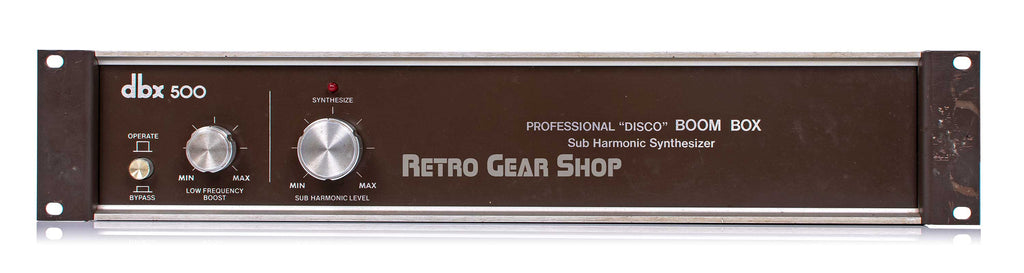 dbx 500
SYNTHESIZE
OPERATE
PROFESSIONAL “DISCO” BOOM BOX
Sub Harmonic Synthesizer
RETRO GEAR SHOP
MIN MAX
MIN MAX
BYPASS
LOW FREQUENCY
BOOST
SUB HARMONIC LEVEL